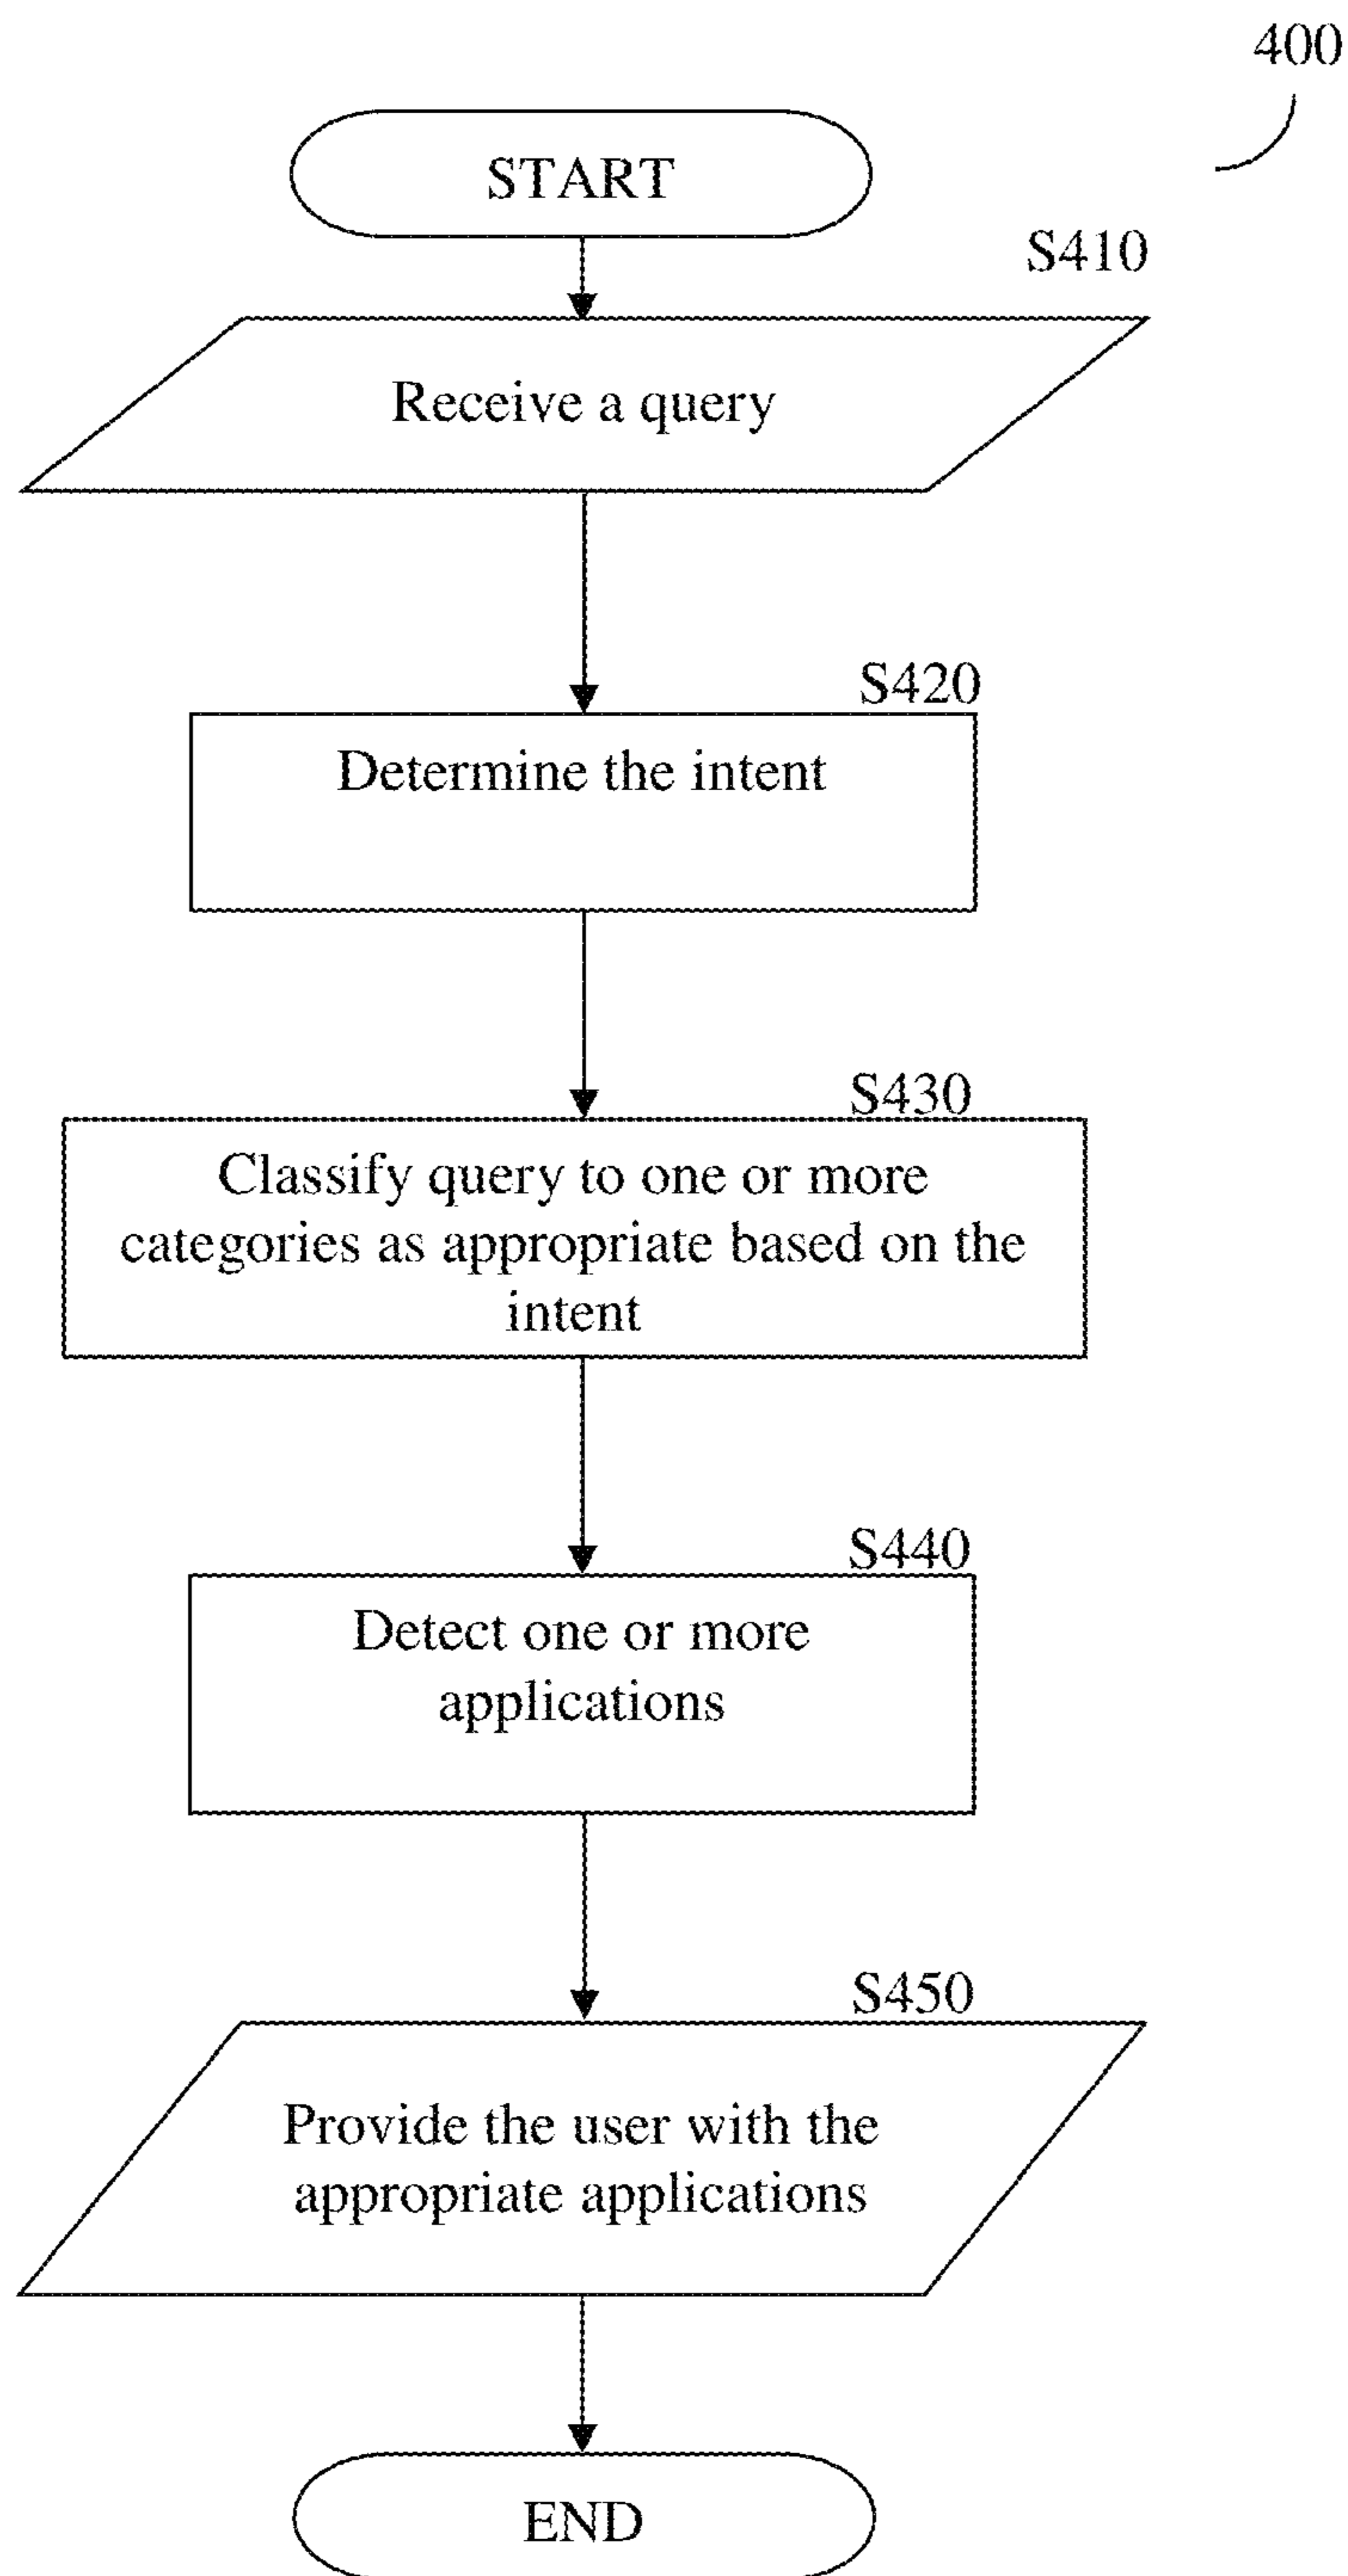 400
START
S410
Receive a query
S420
Determine the intent
S430
Classify query to one or more
categories as appropriate based on the
intent
S440
Detect one or more
applications
S450
Provide the user with the
appropriate applications
END